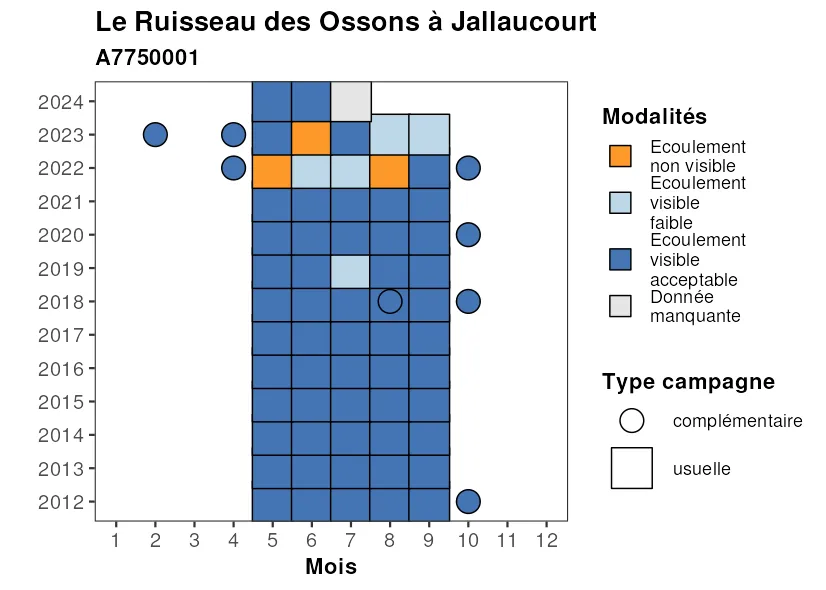 Le Ruisseau des Ossons à Jallaucourt
A7750001
2024
2023
2022
2021
2020
2019
2018
2017
2016
2015
2014
2013
2012
1 2 3 4 5 6 7 8 9 10 11 12
Mois
Modalités
Ecoulement
non visible
Ecoulement
visible
faible
Ecoulement
visible
acceptable
Donnée
manquante
Type campagne
complémentaire
usuelle